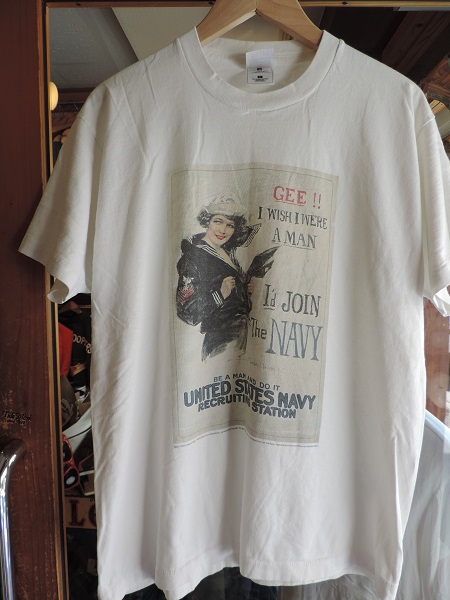 GEE !!
I WISH I WERE
A MAN
I'd JOIN
The NAVY
BE A MAN AND DO IT
UNITED STATES NAVY
RECRUITING STATION